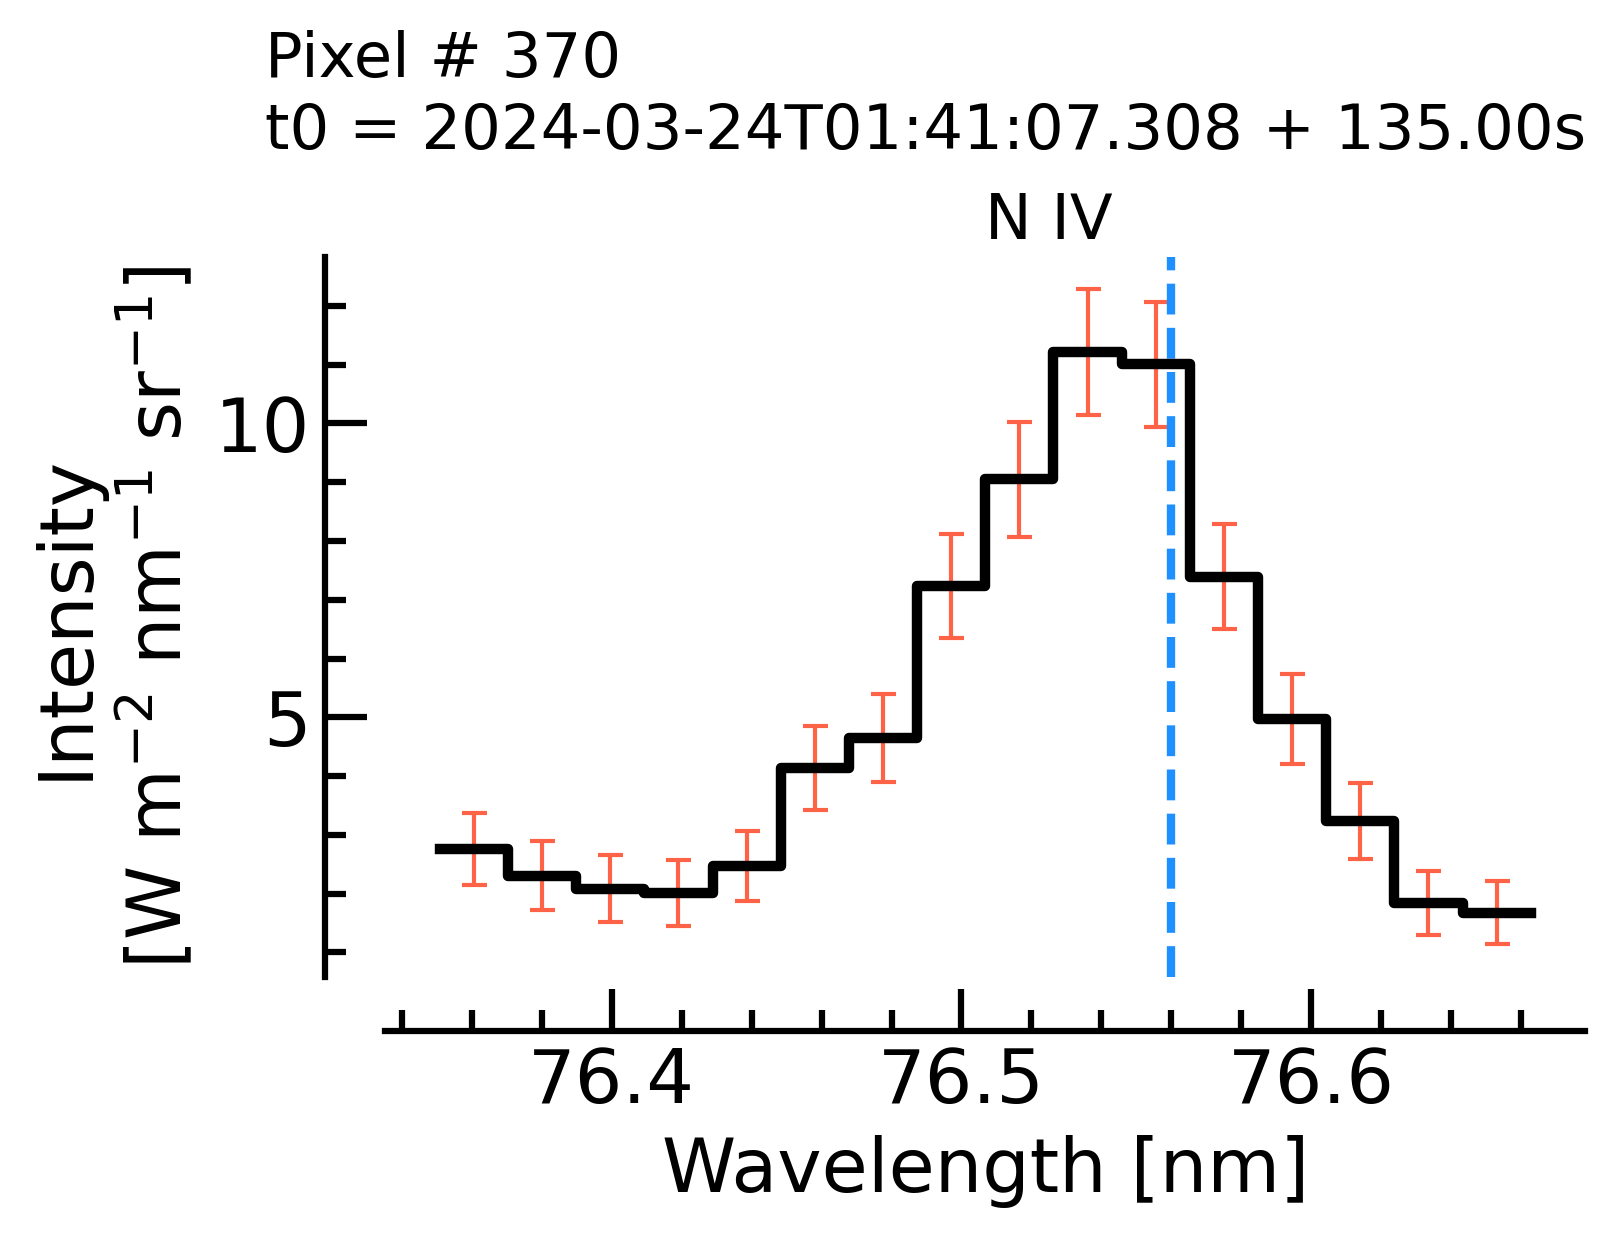 Pixel # 370
t0 = 2024-03-24T01:41:07.308 + 135.00s
N IV
Intensity
[W m⁻² nm⁻¹ sr⁻¹]
10
5
76.4 76.5 76.6
Wavelength [nm]